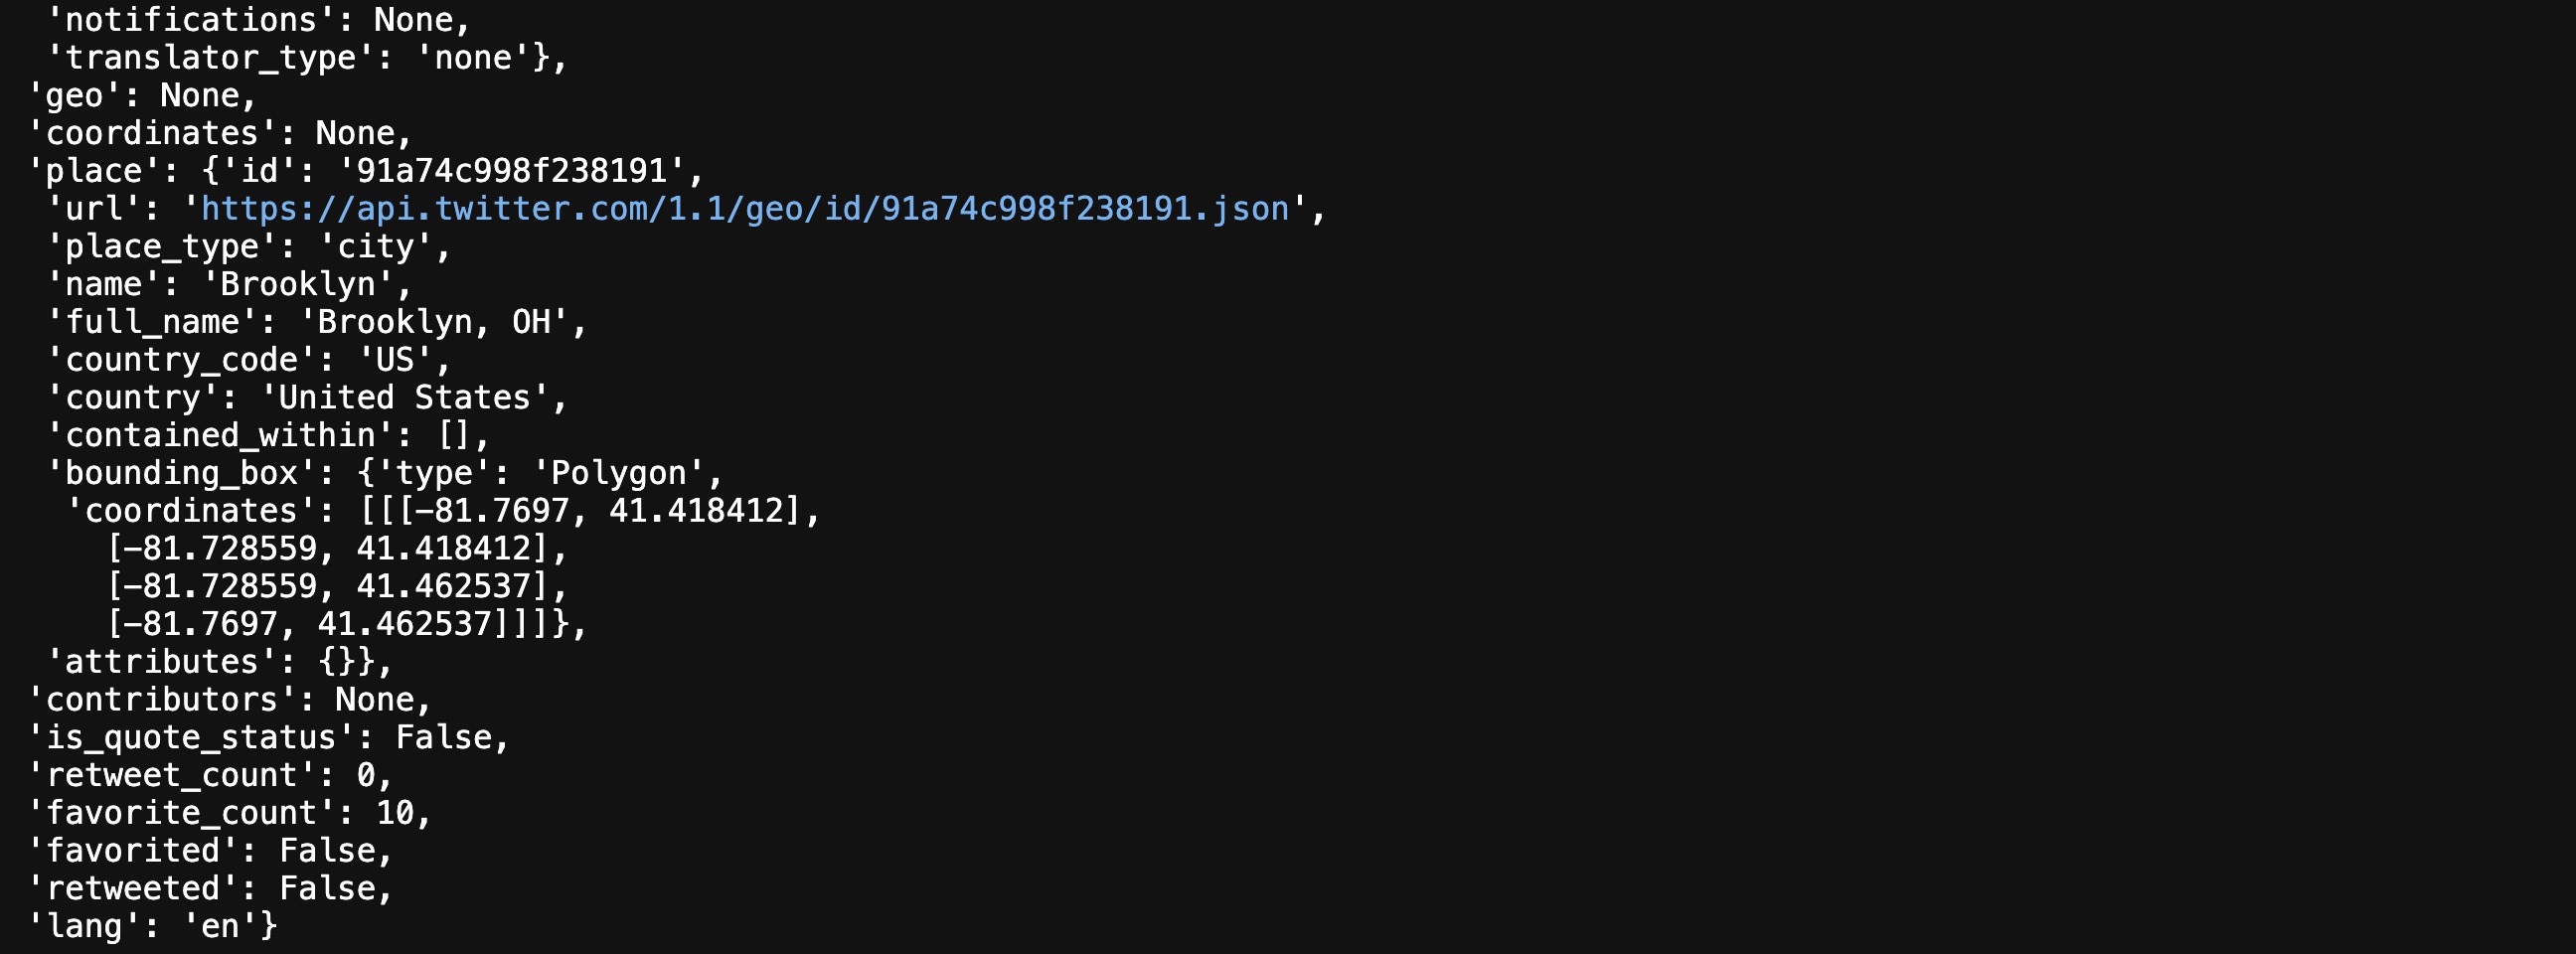 'notifications': None,
'translator_type': 'none'},
'geo': None,
'coordinates': None,
'place': {'id': '91a74c998f238191',
'url': 'https://api.twitter.com/1.1/geo/id/91a74c998f238191.json',
'place_type': 'city',
'name': 'Brooklyn',
'full_name': 'Brooklyn, OH',
'country_code': 'US',
'country': 'United States',
'contained_within': [],
'bounding_box': {'type': 'Polygon',
'coordinates': [[[-81.7697, 41.418412],
[-81.728559, 41.418412],
[-81.728559, 41.462537],
[-81.7697, 41.462537]]]},
'attributes': {}},
'contributors': None,
'is_quote_status': False,
'retweet_count': 0,
'favorite_count': 10,
'favorited': False,
'retweeted': False,
'lang': 'en'}